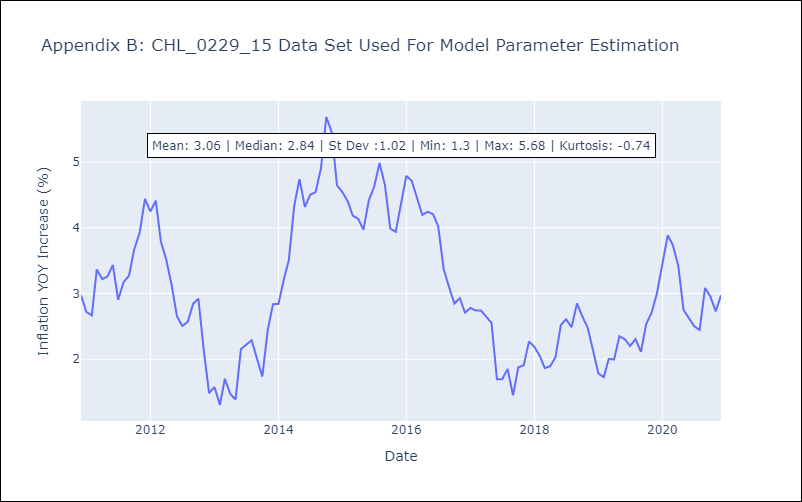 Appendix B: CHL_0229_15 Data Set Used For Model Parameter Estimation
Mean: 3.06 | Median: 2.84 | St Dev :1.02 | Min: 1.3 | Max: 5.68 | Kurtosis: -0.74
Inflation YOY Increase (%)
5
4
3
2
2012
2014
2016
2018
2020
Date